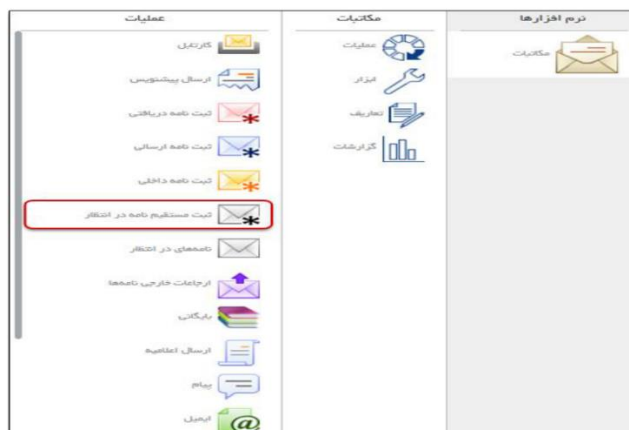 نرم افزارها
مکاتبات
مکاتبات
عملیات
ابزار
تعاریف
گزارشات
عملیات
کارتابل
ارسال پیشنویس
ثبت نامه دریافتی
ثبت نامه ارسالی
ثبت نامه داخلی
ثبت مستقیم نامه در انتظار
نامه‌های در انتظار
ارجاعات خارجی نامه‌ها
بایگانی
ارسال اعلامیه
پیام
ایمیل